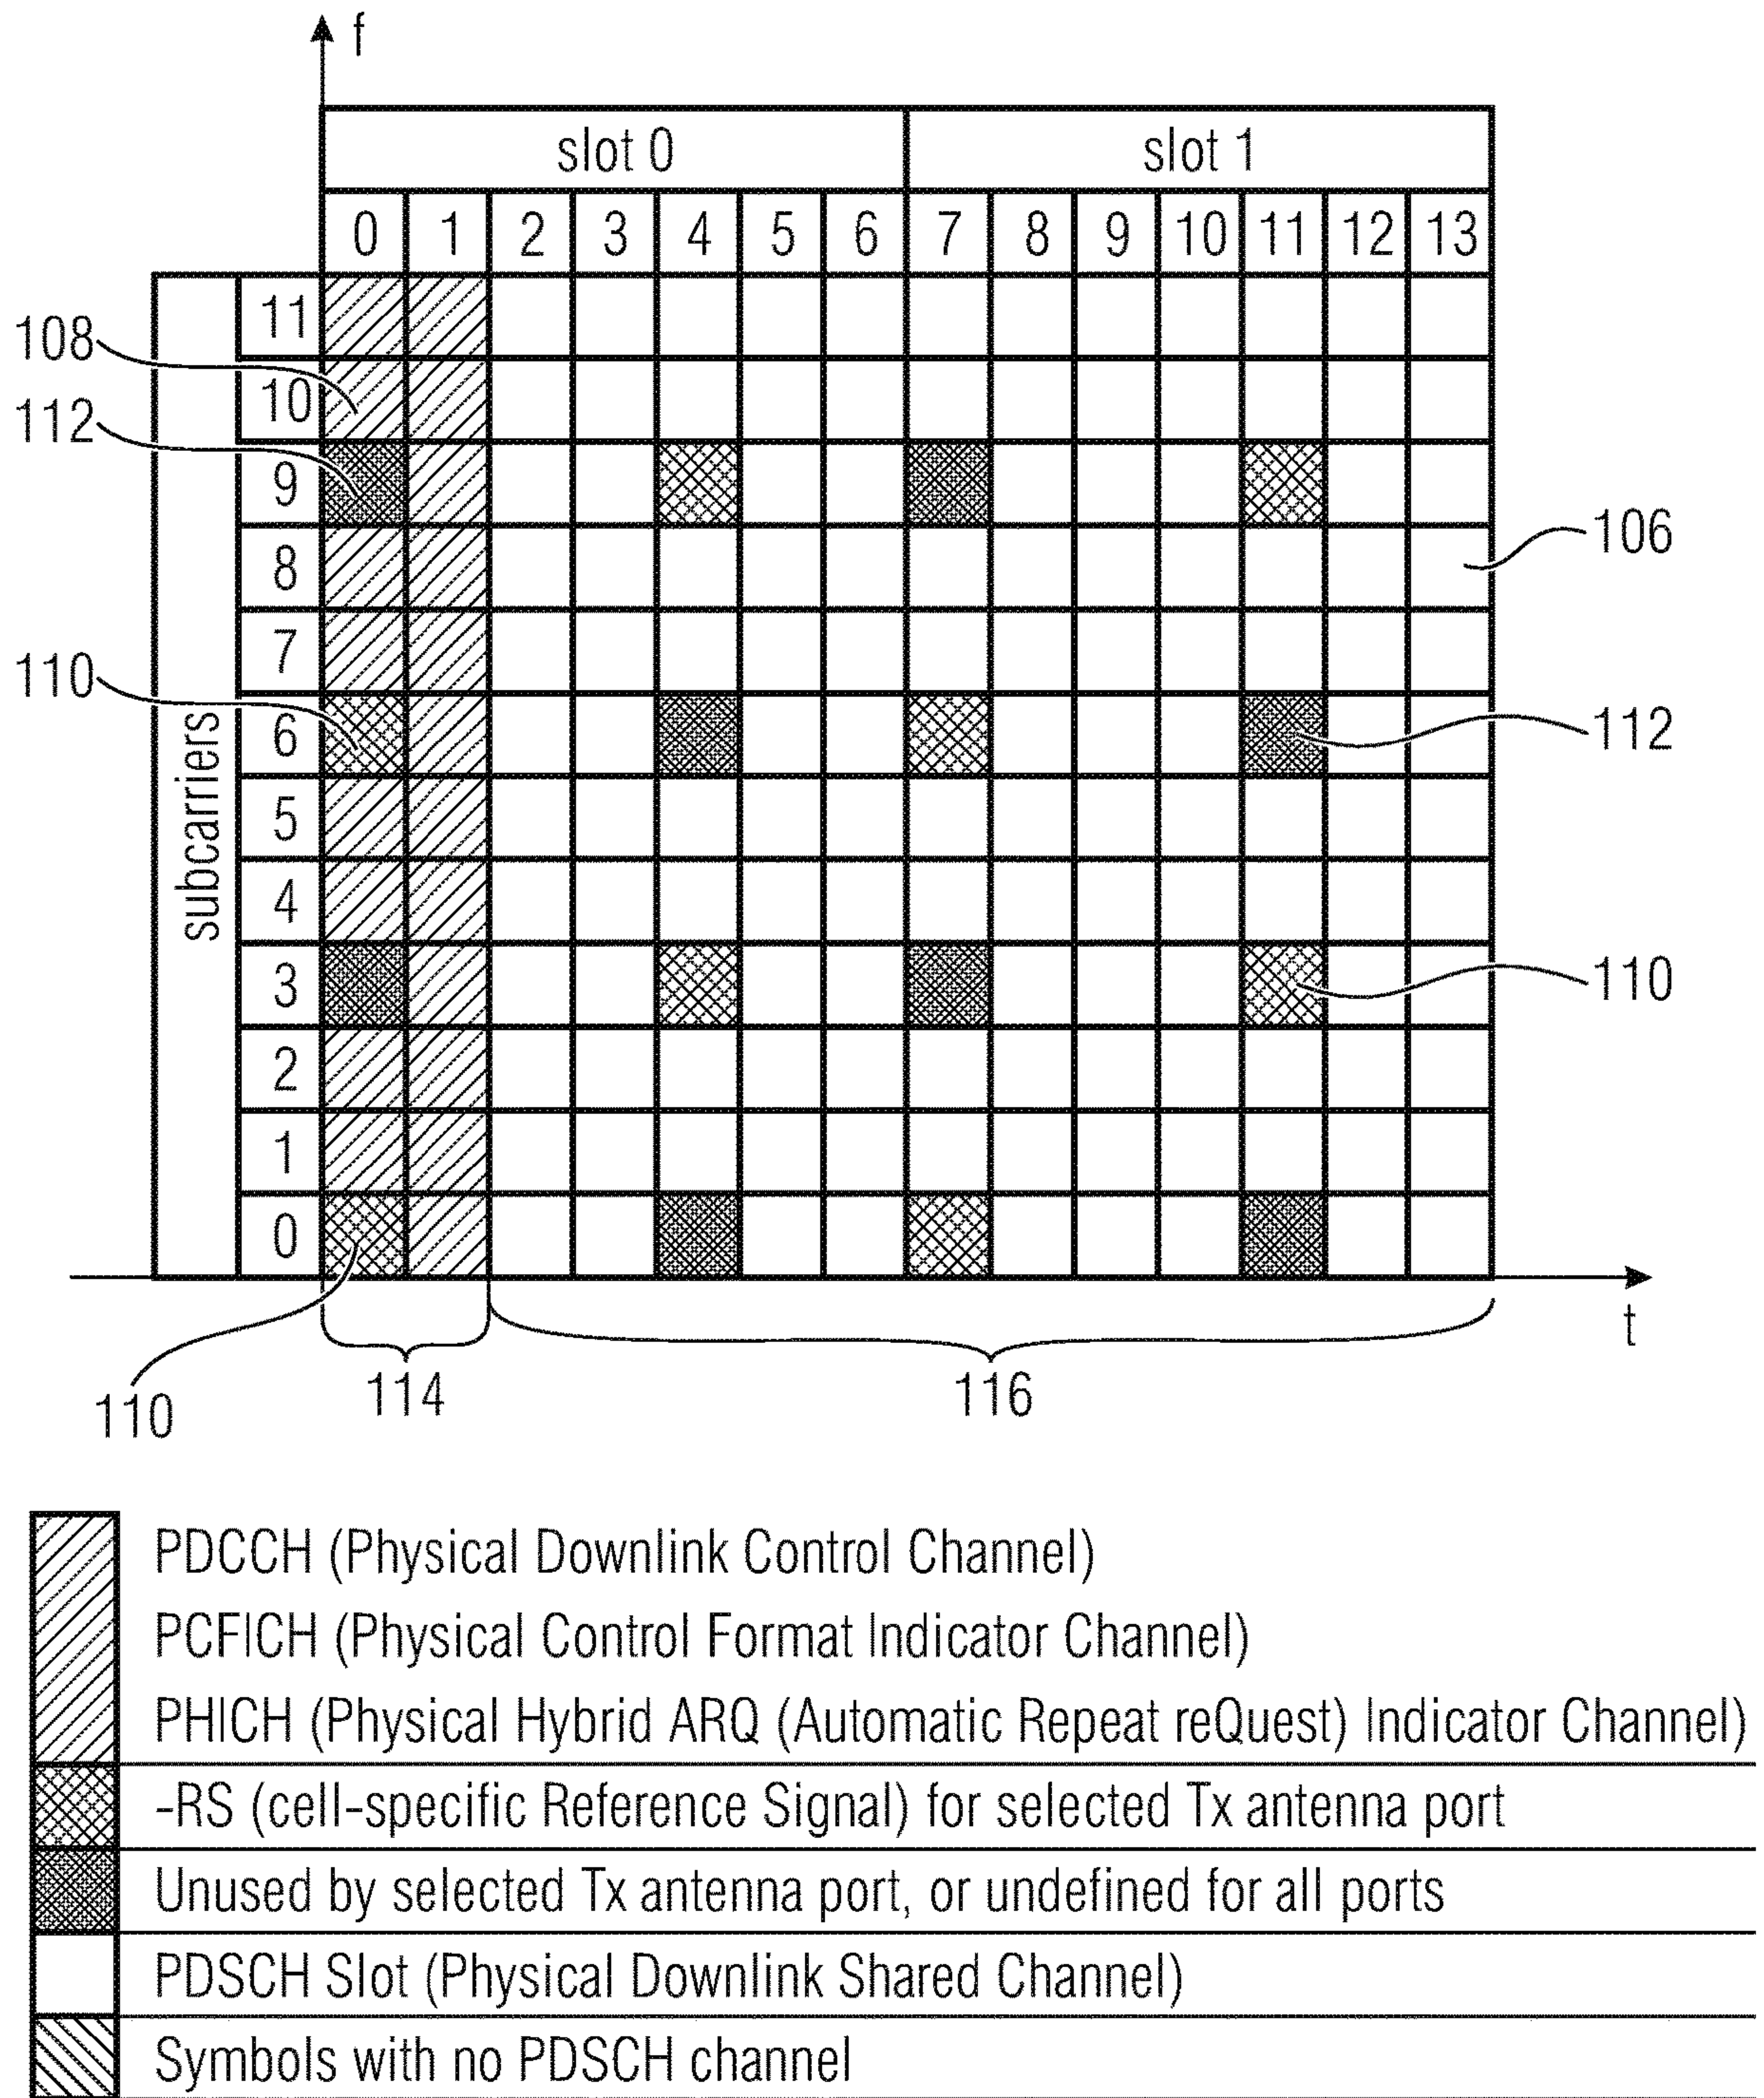 f
slot 0 slot 1
0 1 2 3 4 5 6 7 8 9 10 11 12 13
11
108
10
112
9
106
8
7
110
6
112
subcarriers
5
4
3
110
2
1
0
t
110
114
116
PDCCH (Physical Downlink Control Channel)
PCFICH (Physical Control Format Indicator Channel)
PHICH (Physical Hybrid ARQ (Automatic Repeat reQuest) Indicator Channel)
-RS (cell-specific Reference Signal) for selected Tx antenna port
Unused by selected Tx antenna port, or undefined for all ports
PDSCH Slot (Physical Downlink Shared Channel)
Symbols with no PDSCH channel